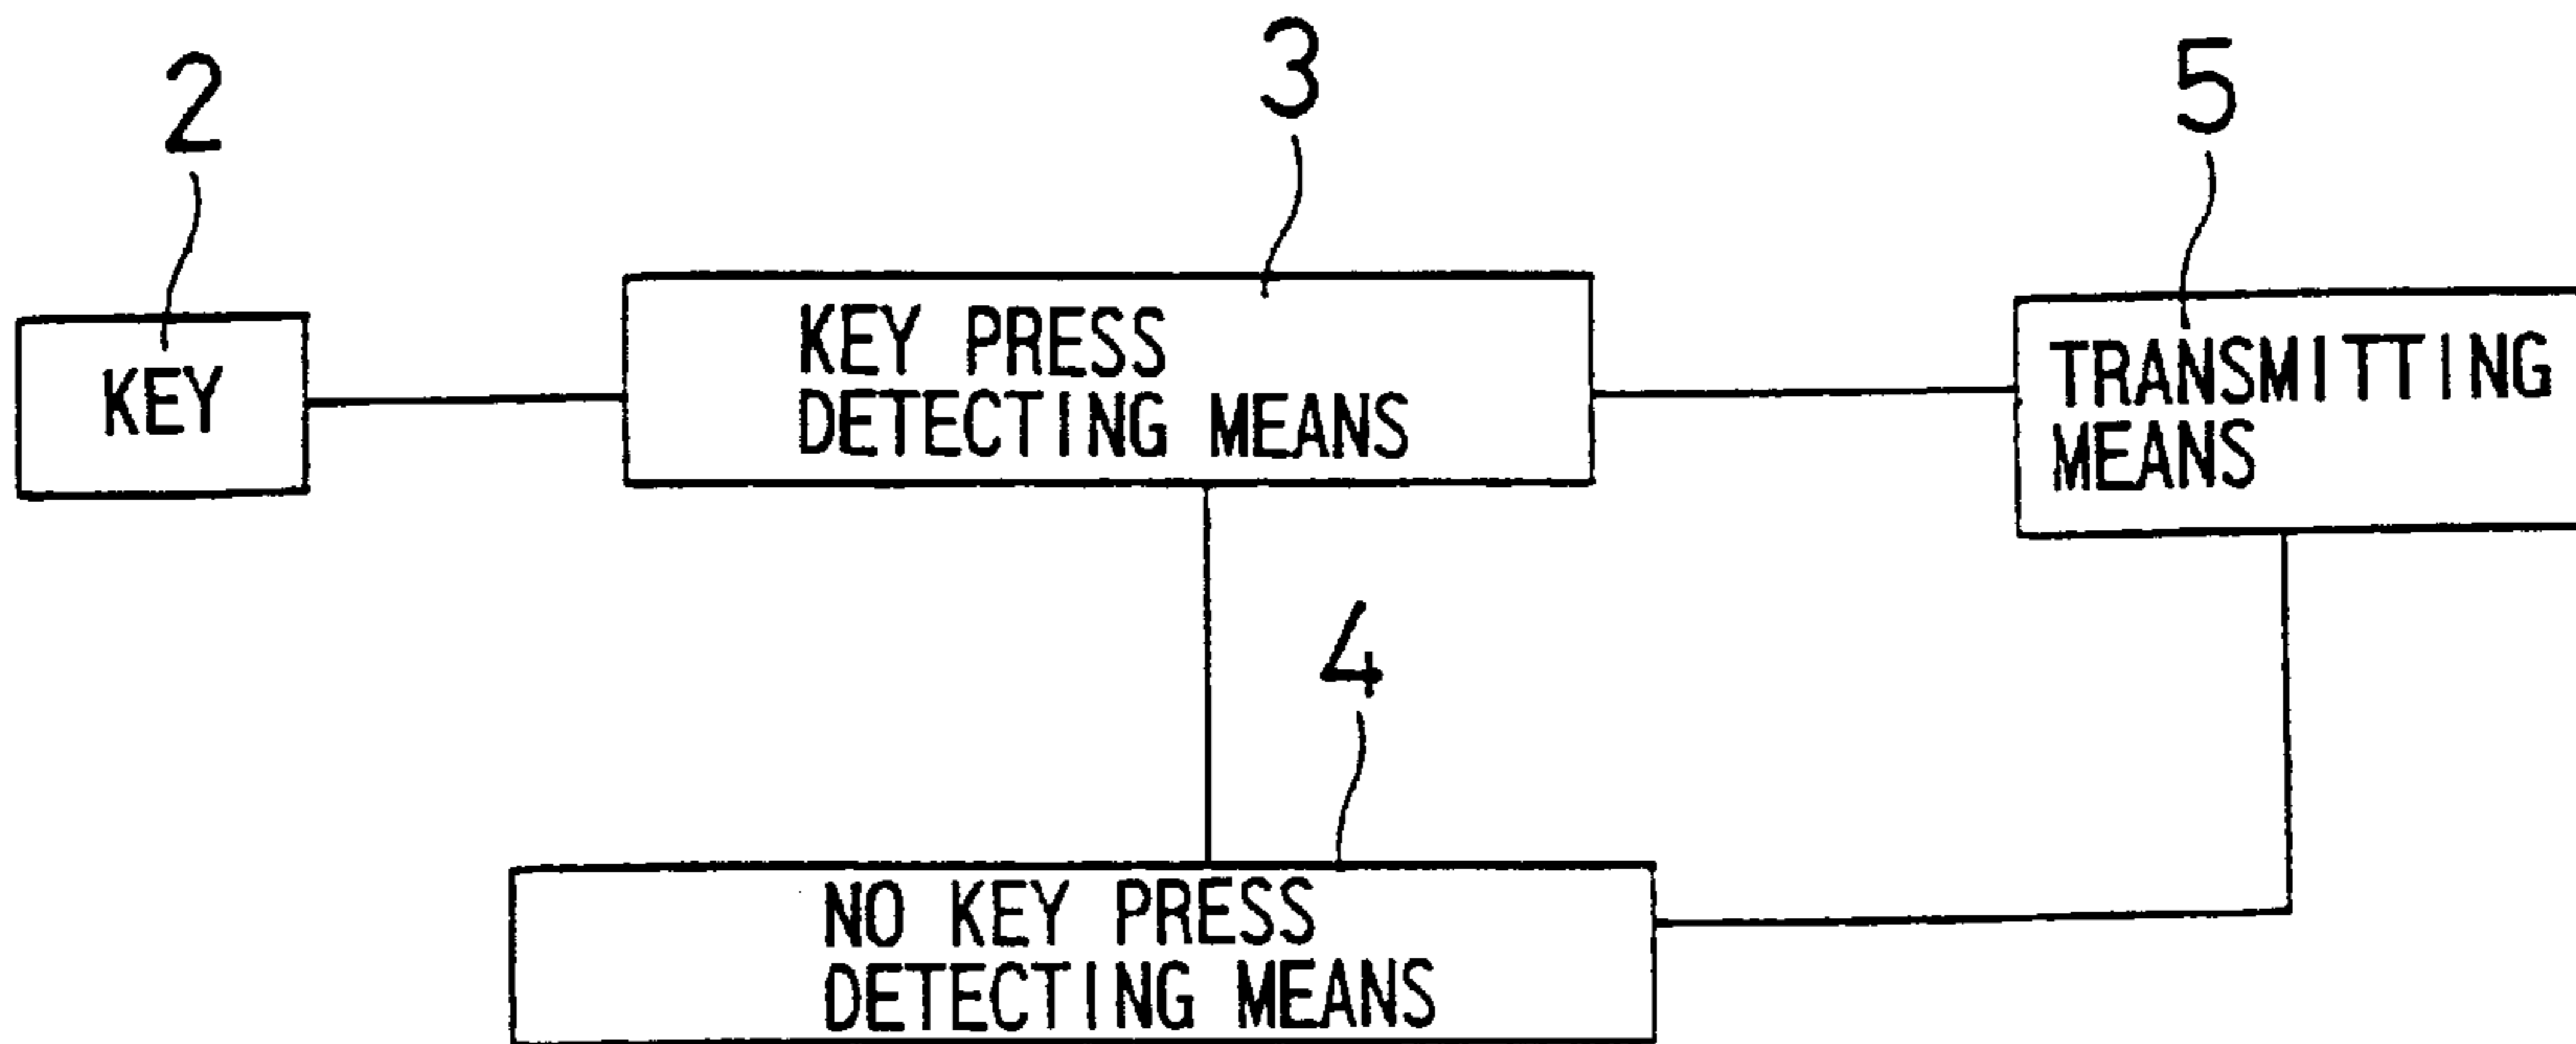 2
3
5
KEY
KEY PRESS
DETECTING MEANS
TRANSMITTING
MEANS
4
NO KEY PRESS
DETECTING MEANS